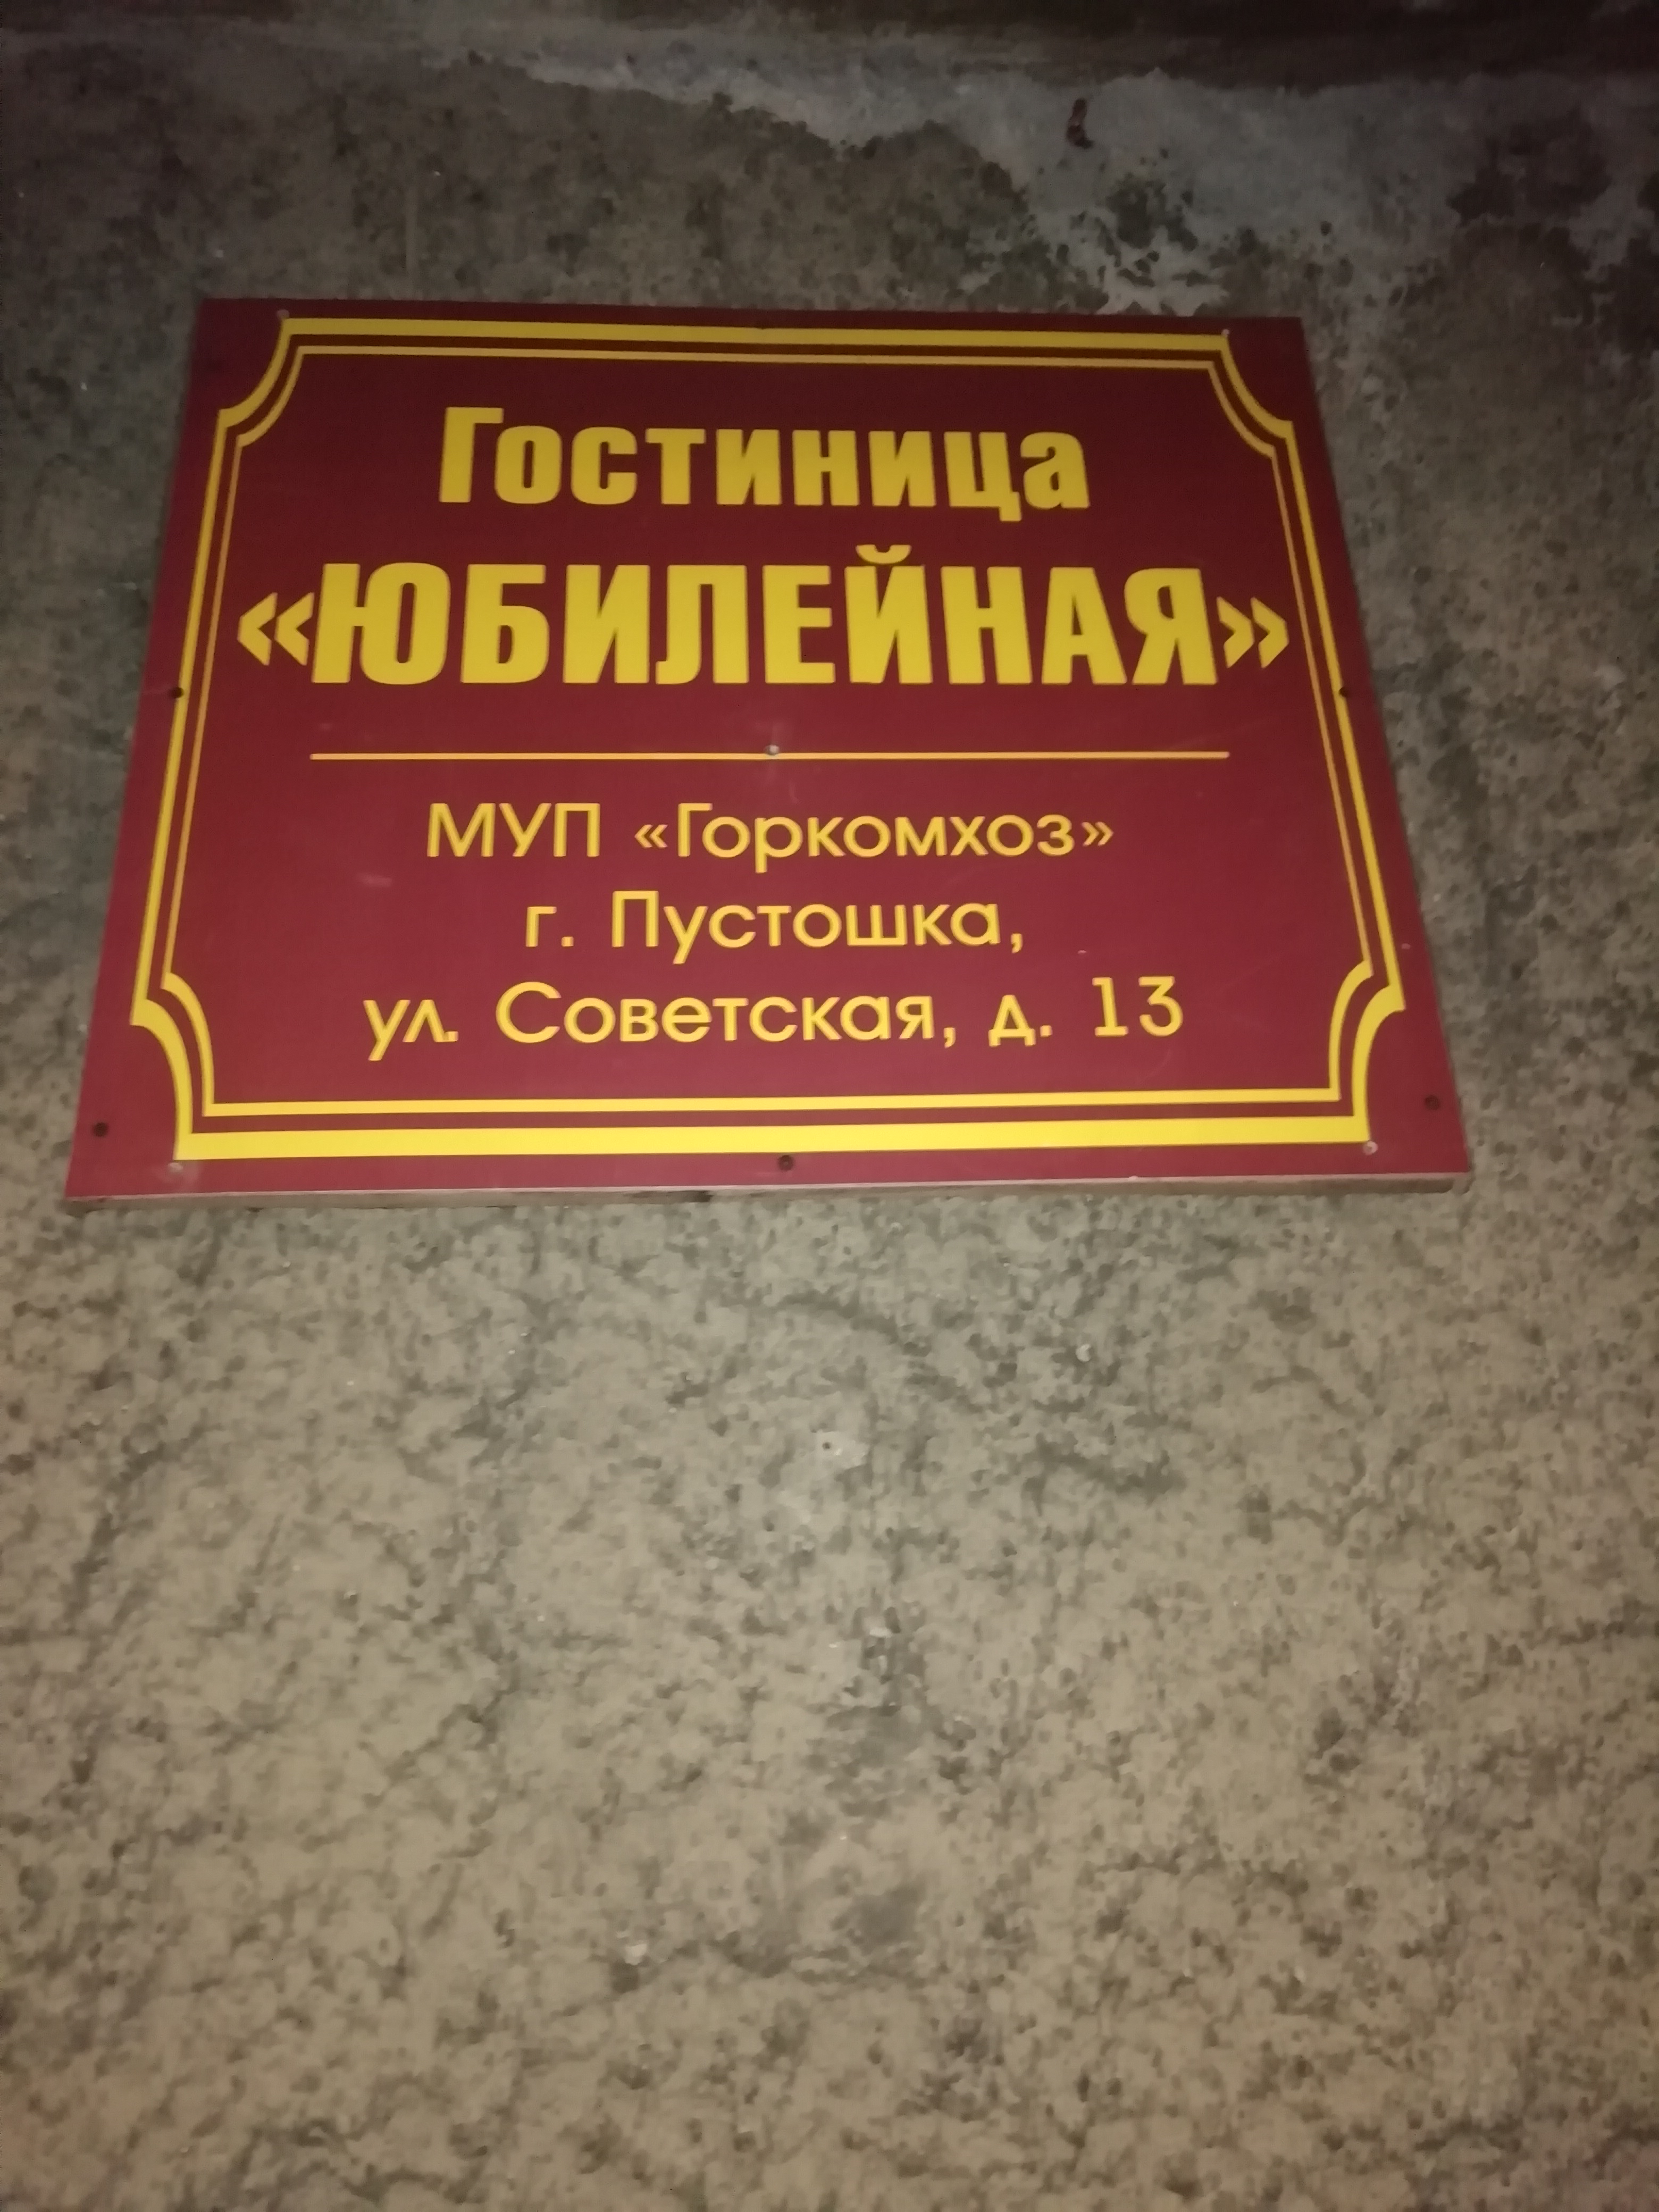 Гостиница
«ЮБИЛЕЙНАЯ»
МУП «Горкомхоз»
г. Пустошка,
ул. Советская, д. 13